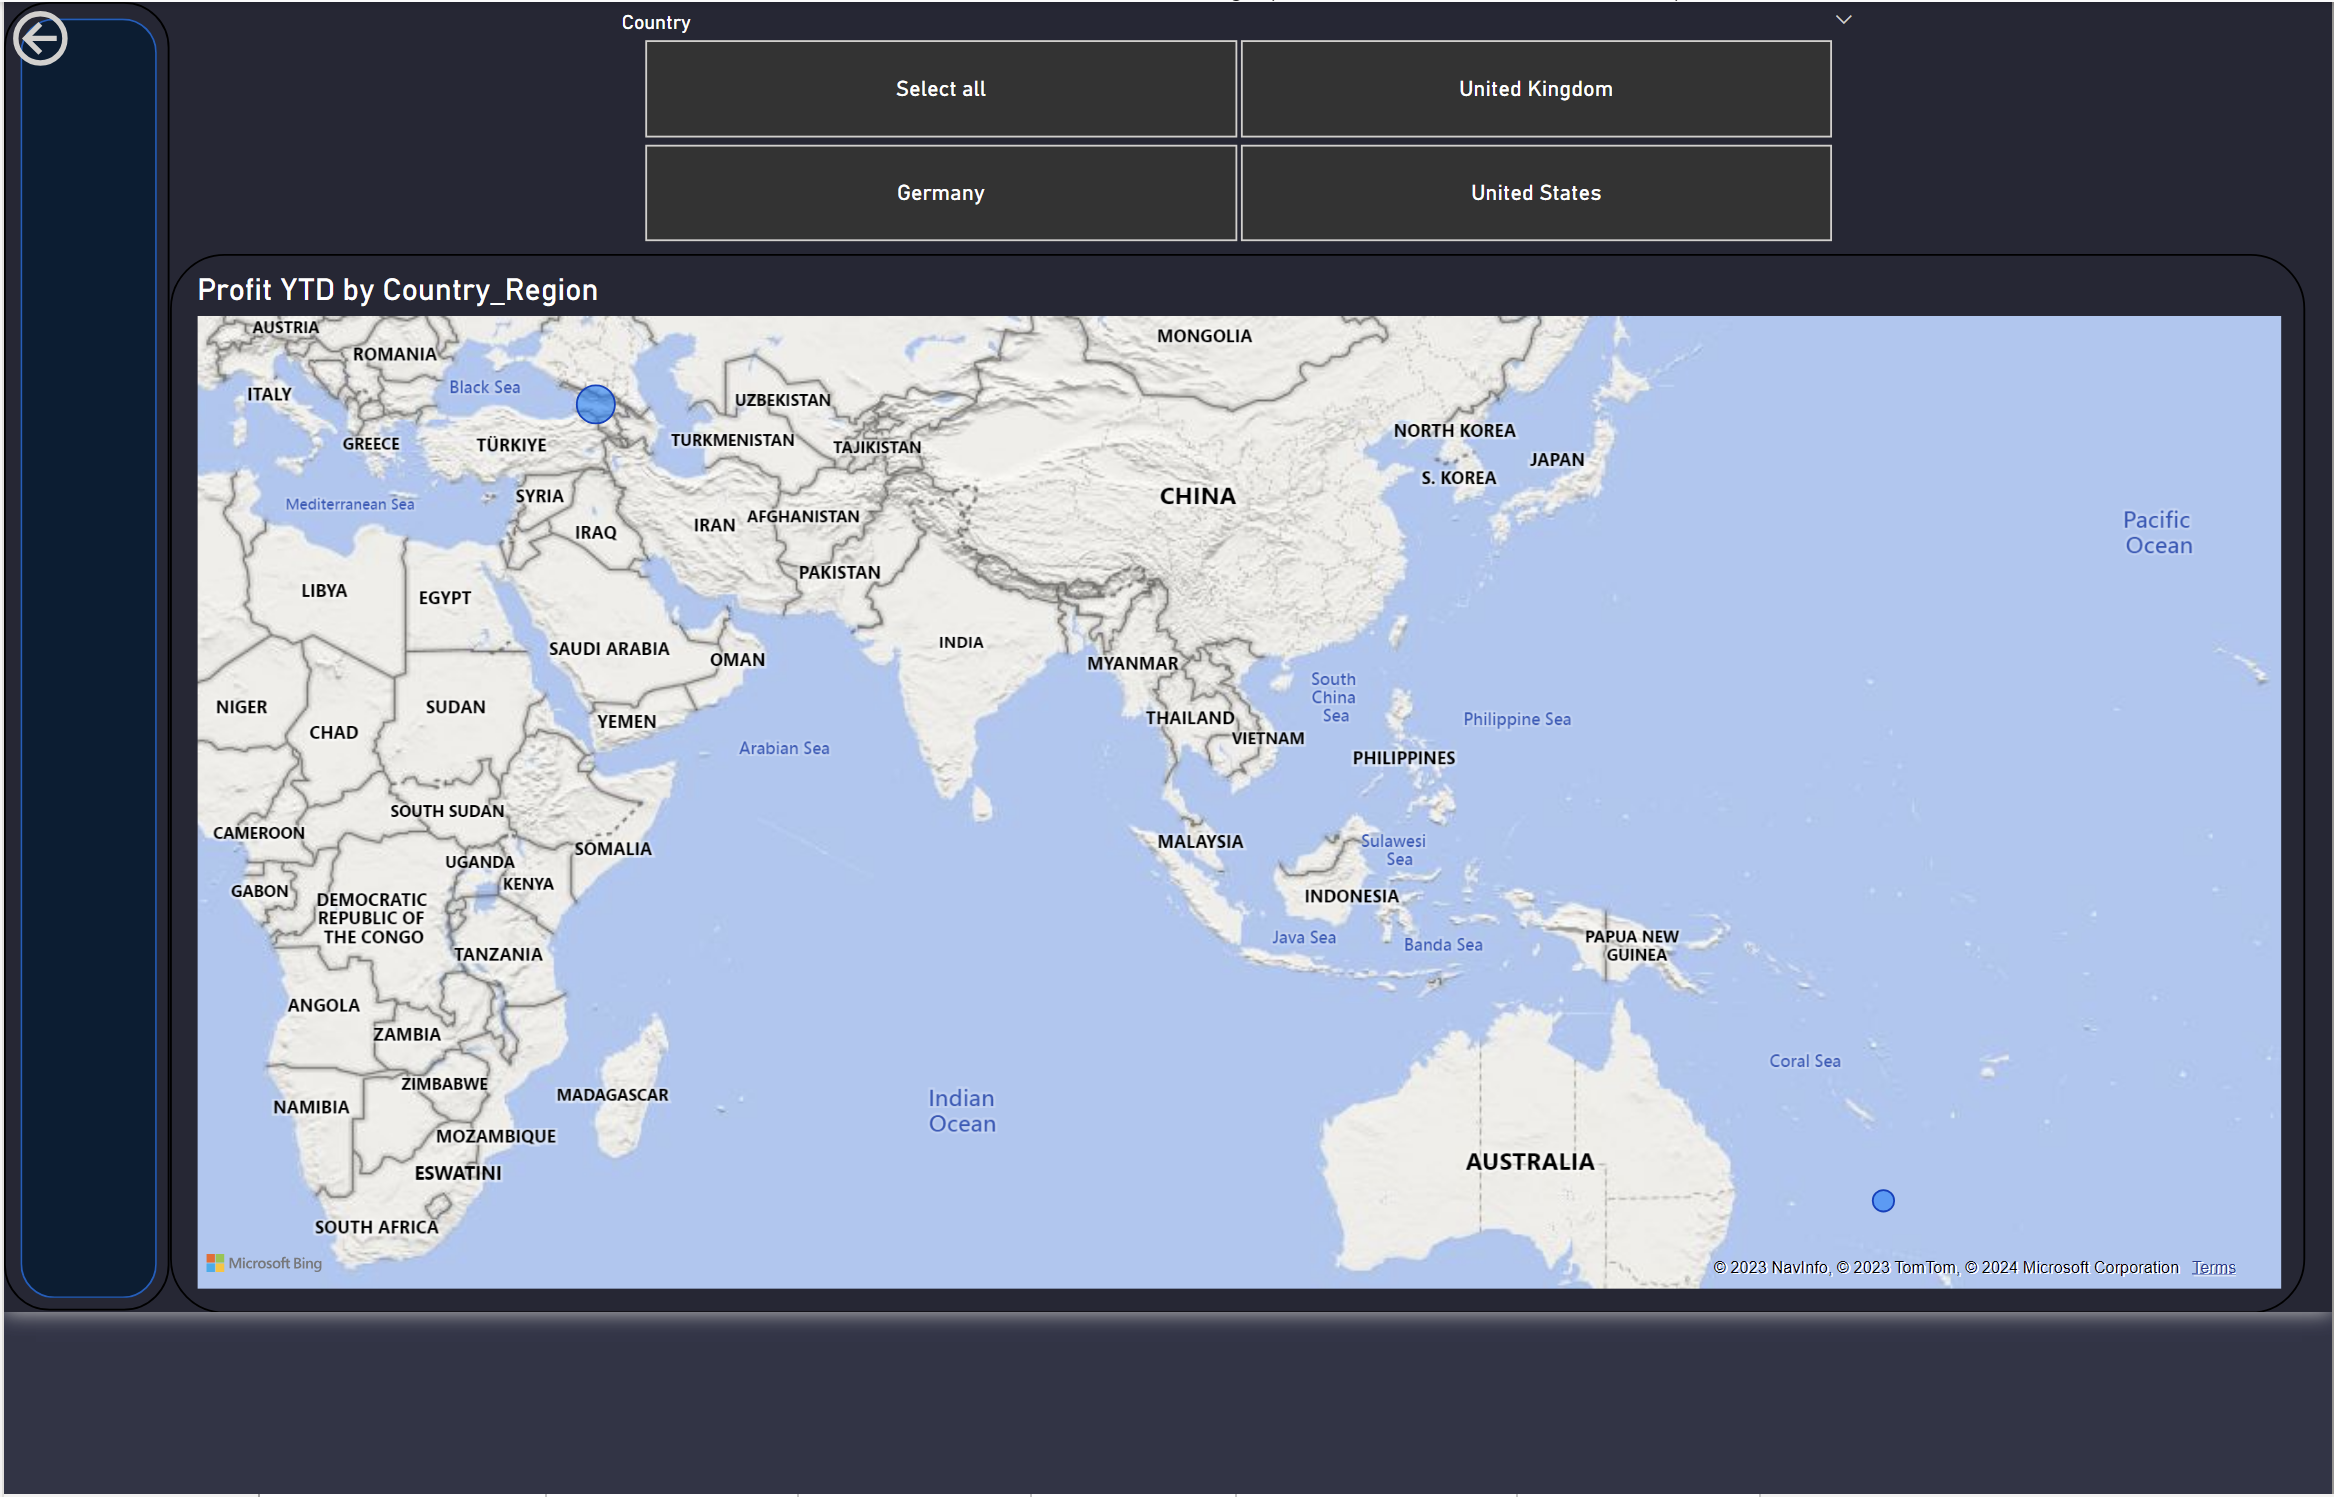 Country
Select all
United Kingdom
Germany
United States
Profit YTD by Country_Region
AUSTRIA
MONGOLIA
ROMANIA
Black Sea
ITALY
UZBEKISTAN
NORTH KOREA
GREECE
TÜRKIYE
TURKMENISTAN
TAJIKISTAN
JAPAN
S. KOREA
SYRIA
CHINA
Mediterranean Sea
IRAQ
IRAN
AFGHANISTAN
Pacific
Ocean
PAKISTAN
LIBYA
EGYPT
SAUDI ARABIA
OMAN
INDIA
MYANMAR
South
China
Sea
NIGER
SUDAN
CHAD
YEMEN
THAILAND
VIETNAM
Philippine Sea
Arabian Sea
PHILIPPINES
SOUTH SUDAN
CAMEROON
SOMALIA
MALAYSIA
Sulawesi
Sea
UGANDA
KENYA
GABON
DEMOCRATIC
REPUBLIC OF
THE CONGO
INDONESIA
Java Sea
Banda Sea
PAPUA NEW
GUINEA
TANZANIA
ANGOLA
ZAMBIA
Coral Sea
ZIMBABWE
NAMIBIA
MADAGASCAR
Indian
Ocean
MOZAMBIQUE
ESWATINI
AUSTRALIA
SOUTH AFRICA
Microsoft Bing
© 2023 NavInfo, © 2023 TomTom, © 2024 Microsoft Corporation Terms